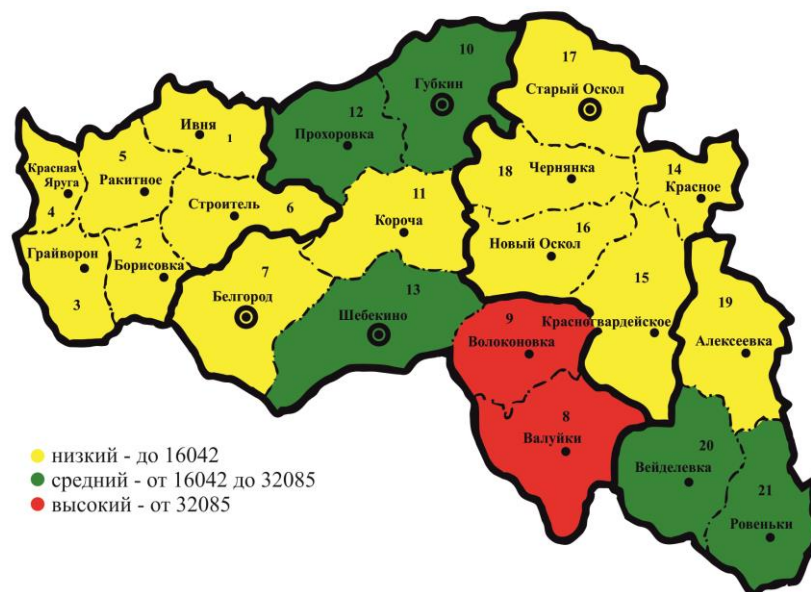 10
Губкин
17
Старый Оскол
12
Прохоровка
Ивня
1
5
Ракитное
Красная
Яруга
4
Строитель
6
11
Короча
18
Чернянка
14
Красное
16
Новый Оскол
2
Борисовка
Грайворон
3
7
Белгород
13
Шебекино
15
Красногвардейское
9
Волоконовка
19
Алексеевка
8
Валуйки
20
Вейделевка
21
Ровеньки
низкий - до 16042
средний - от 16042 до 32085
высокий - от 32085